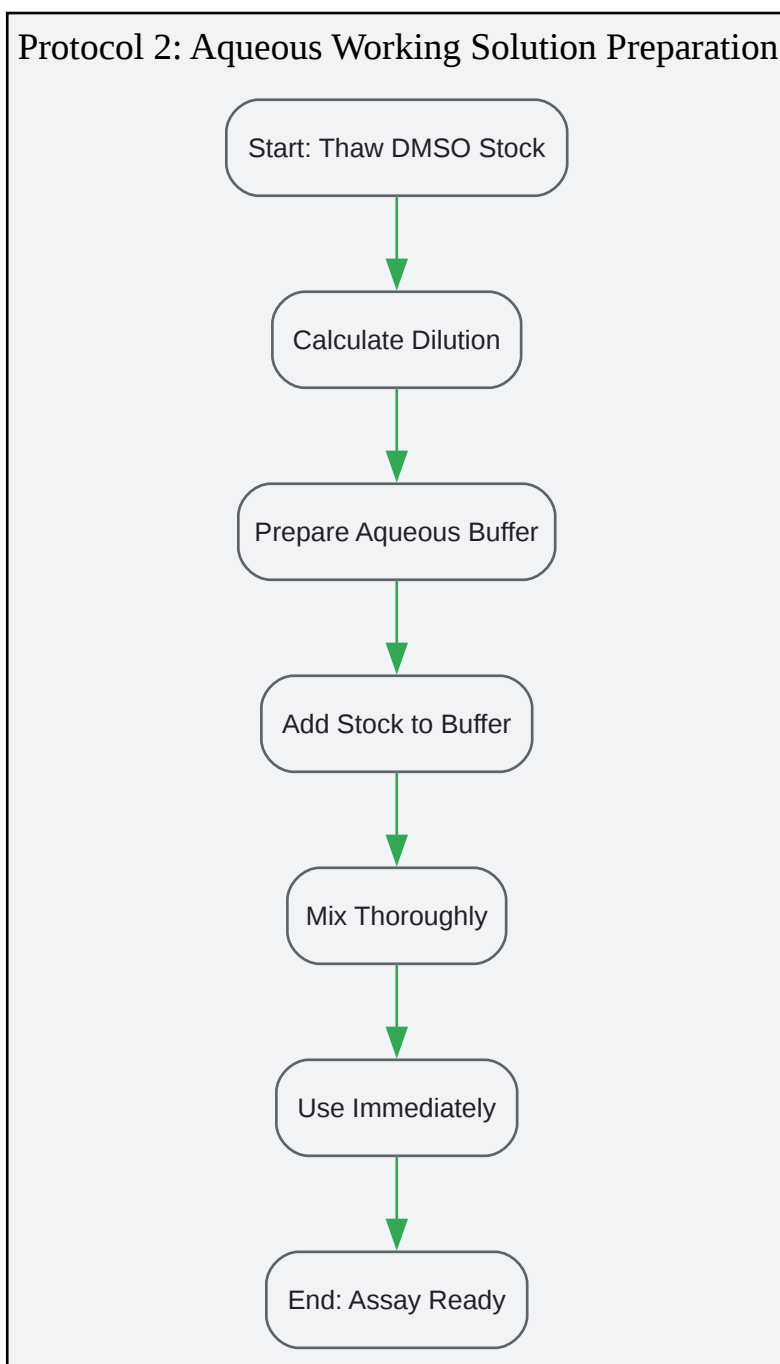 Protocol 2: Aqueous Working Solution Preparation
Start: Thaw DMSO Stock
Calculate Dilution
Prepare Aqueous Buffer
Add Stock to Buffer
Mix Thoroughly
Use Immediately
End: Assay Ready